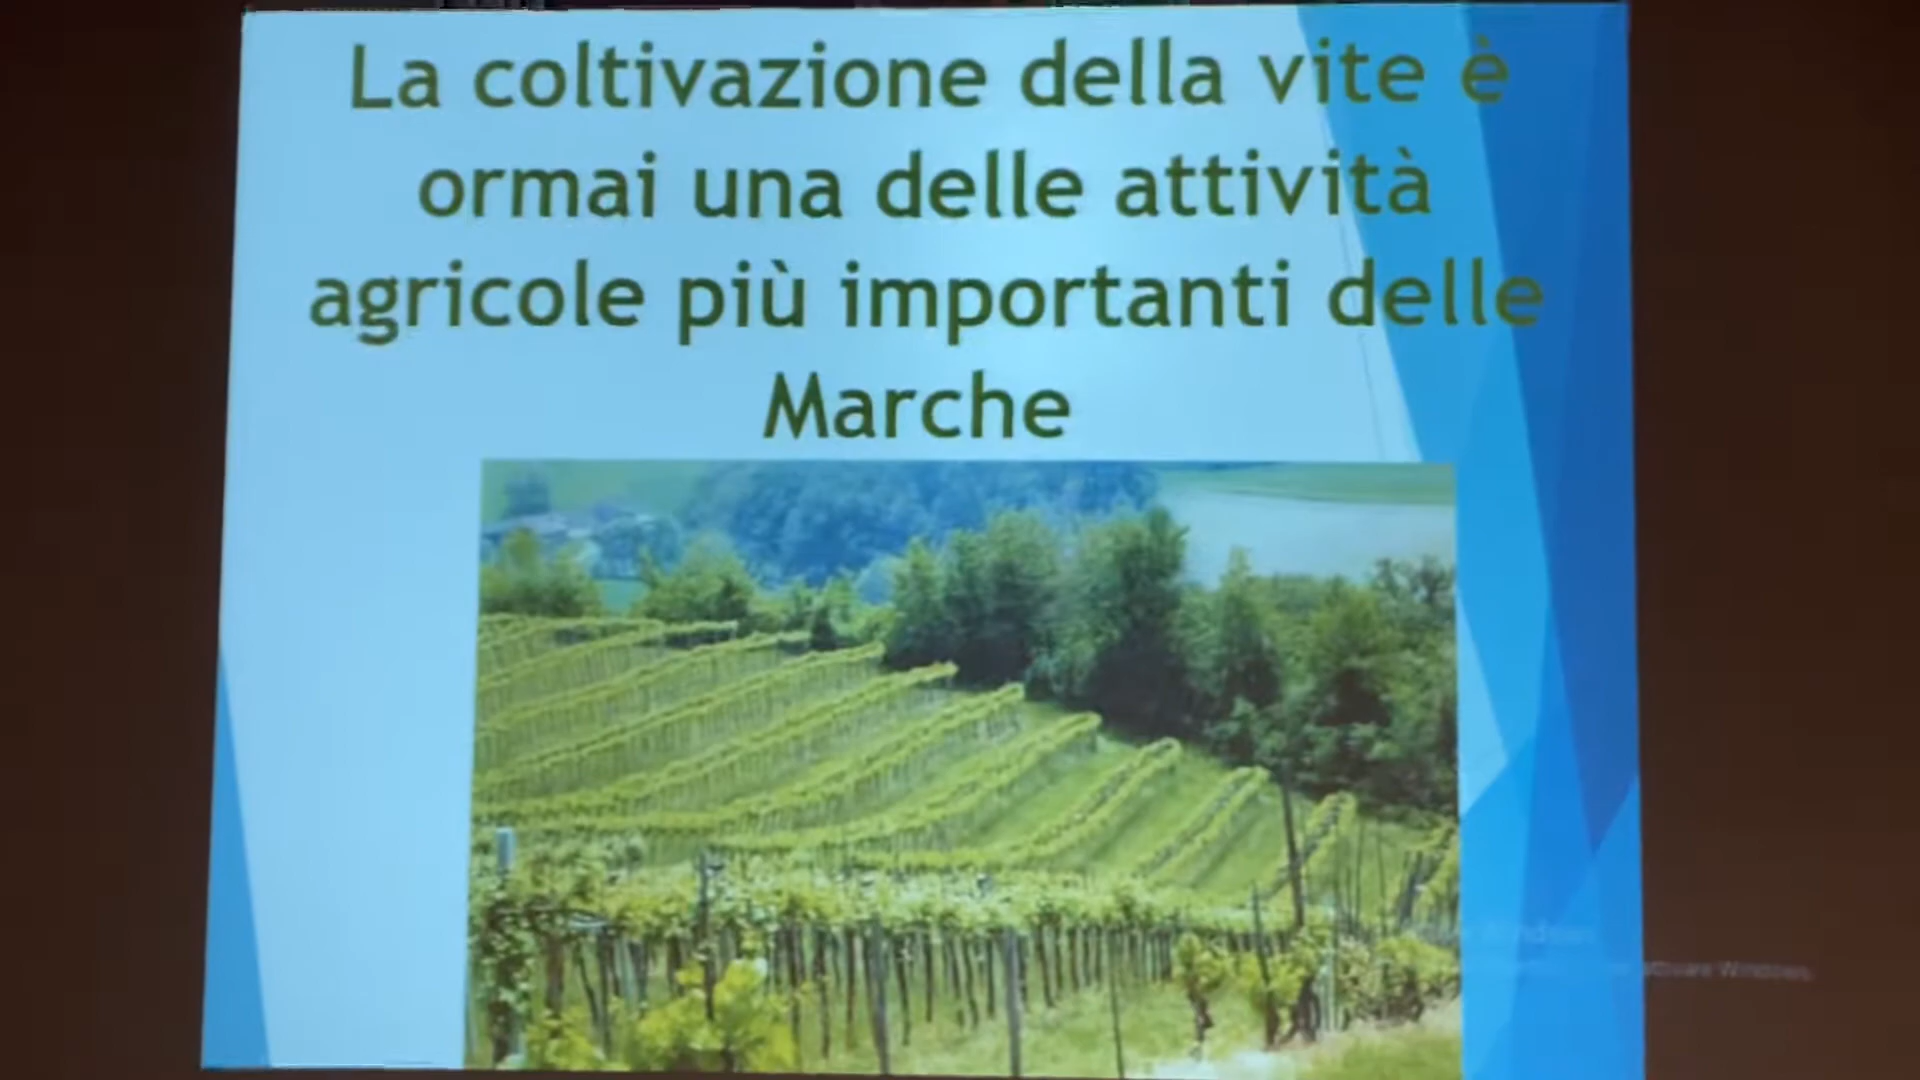 La coltivazione della vite è
ormai una delle attività
agricole più importanti delle
Marche